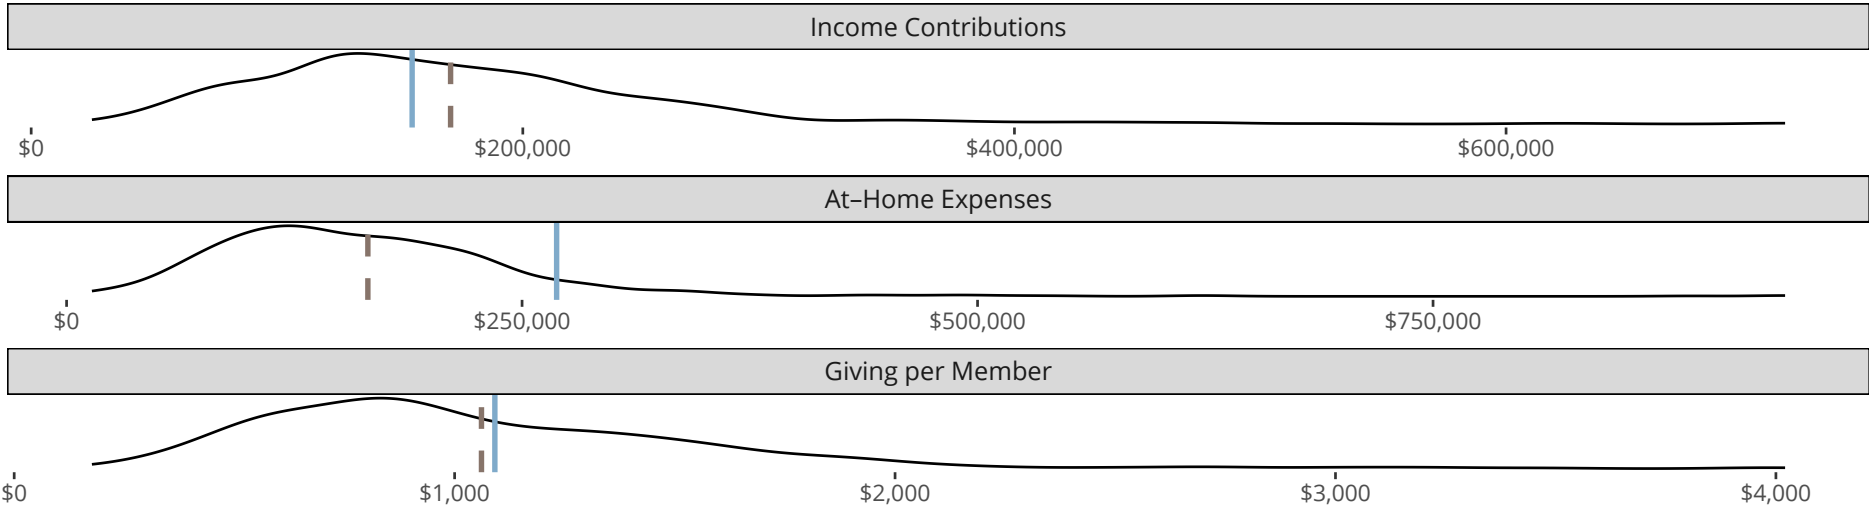 Income Contributions
$0 $200,000 $400,000 $600,000
At–Home Expenses
$0 $250,000 $500,000 $750,000
Giving per Member
$0 $1,000 $2,000 $3,000 $4,000